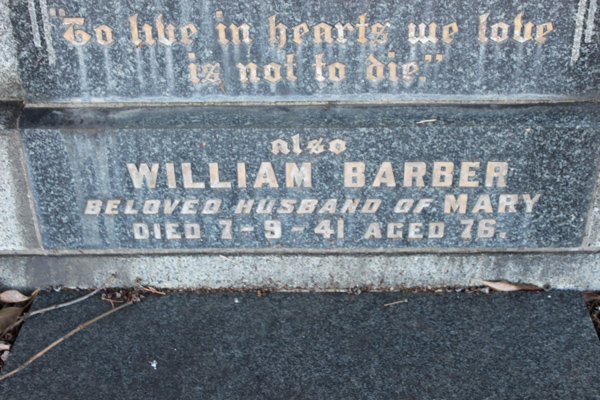 "To live in hearts we love
is not to die."
also
WILLIAM BARBER
BELOVED HUSBAND OF MARY
DIED 7-9-41 AGED 76.